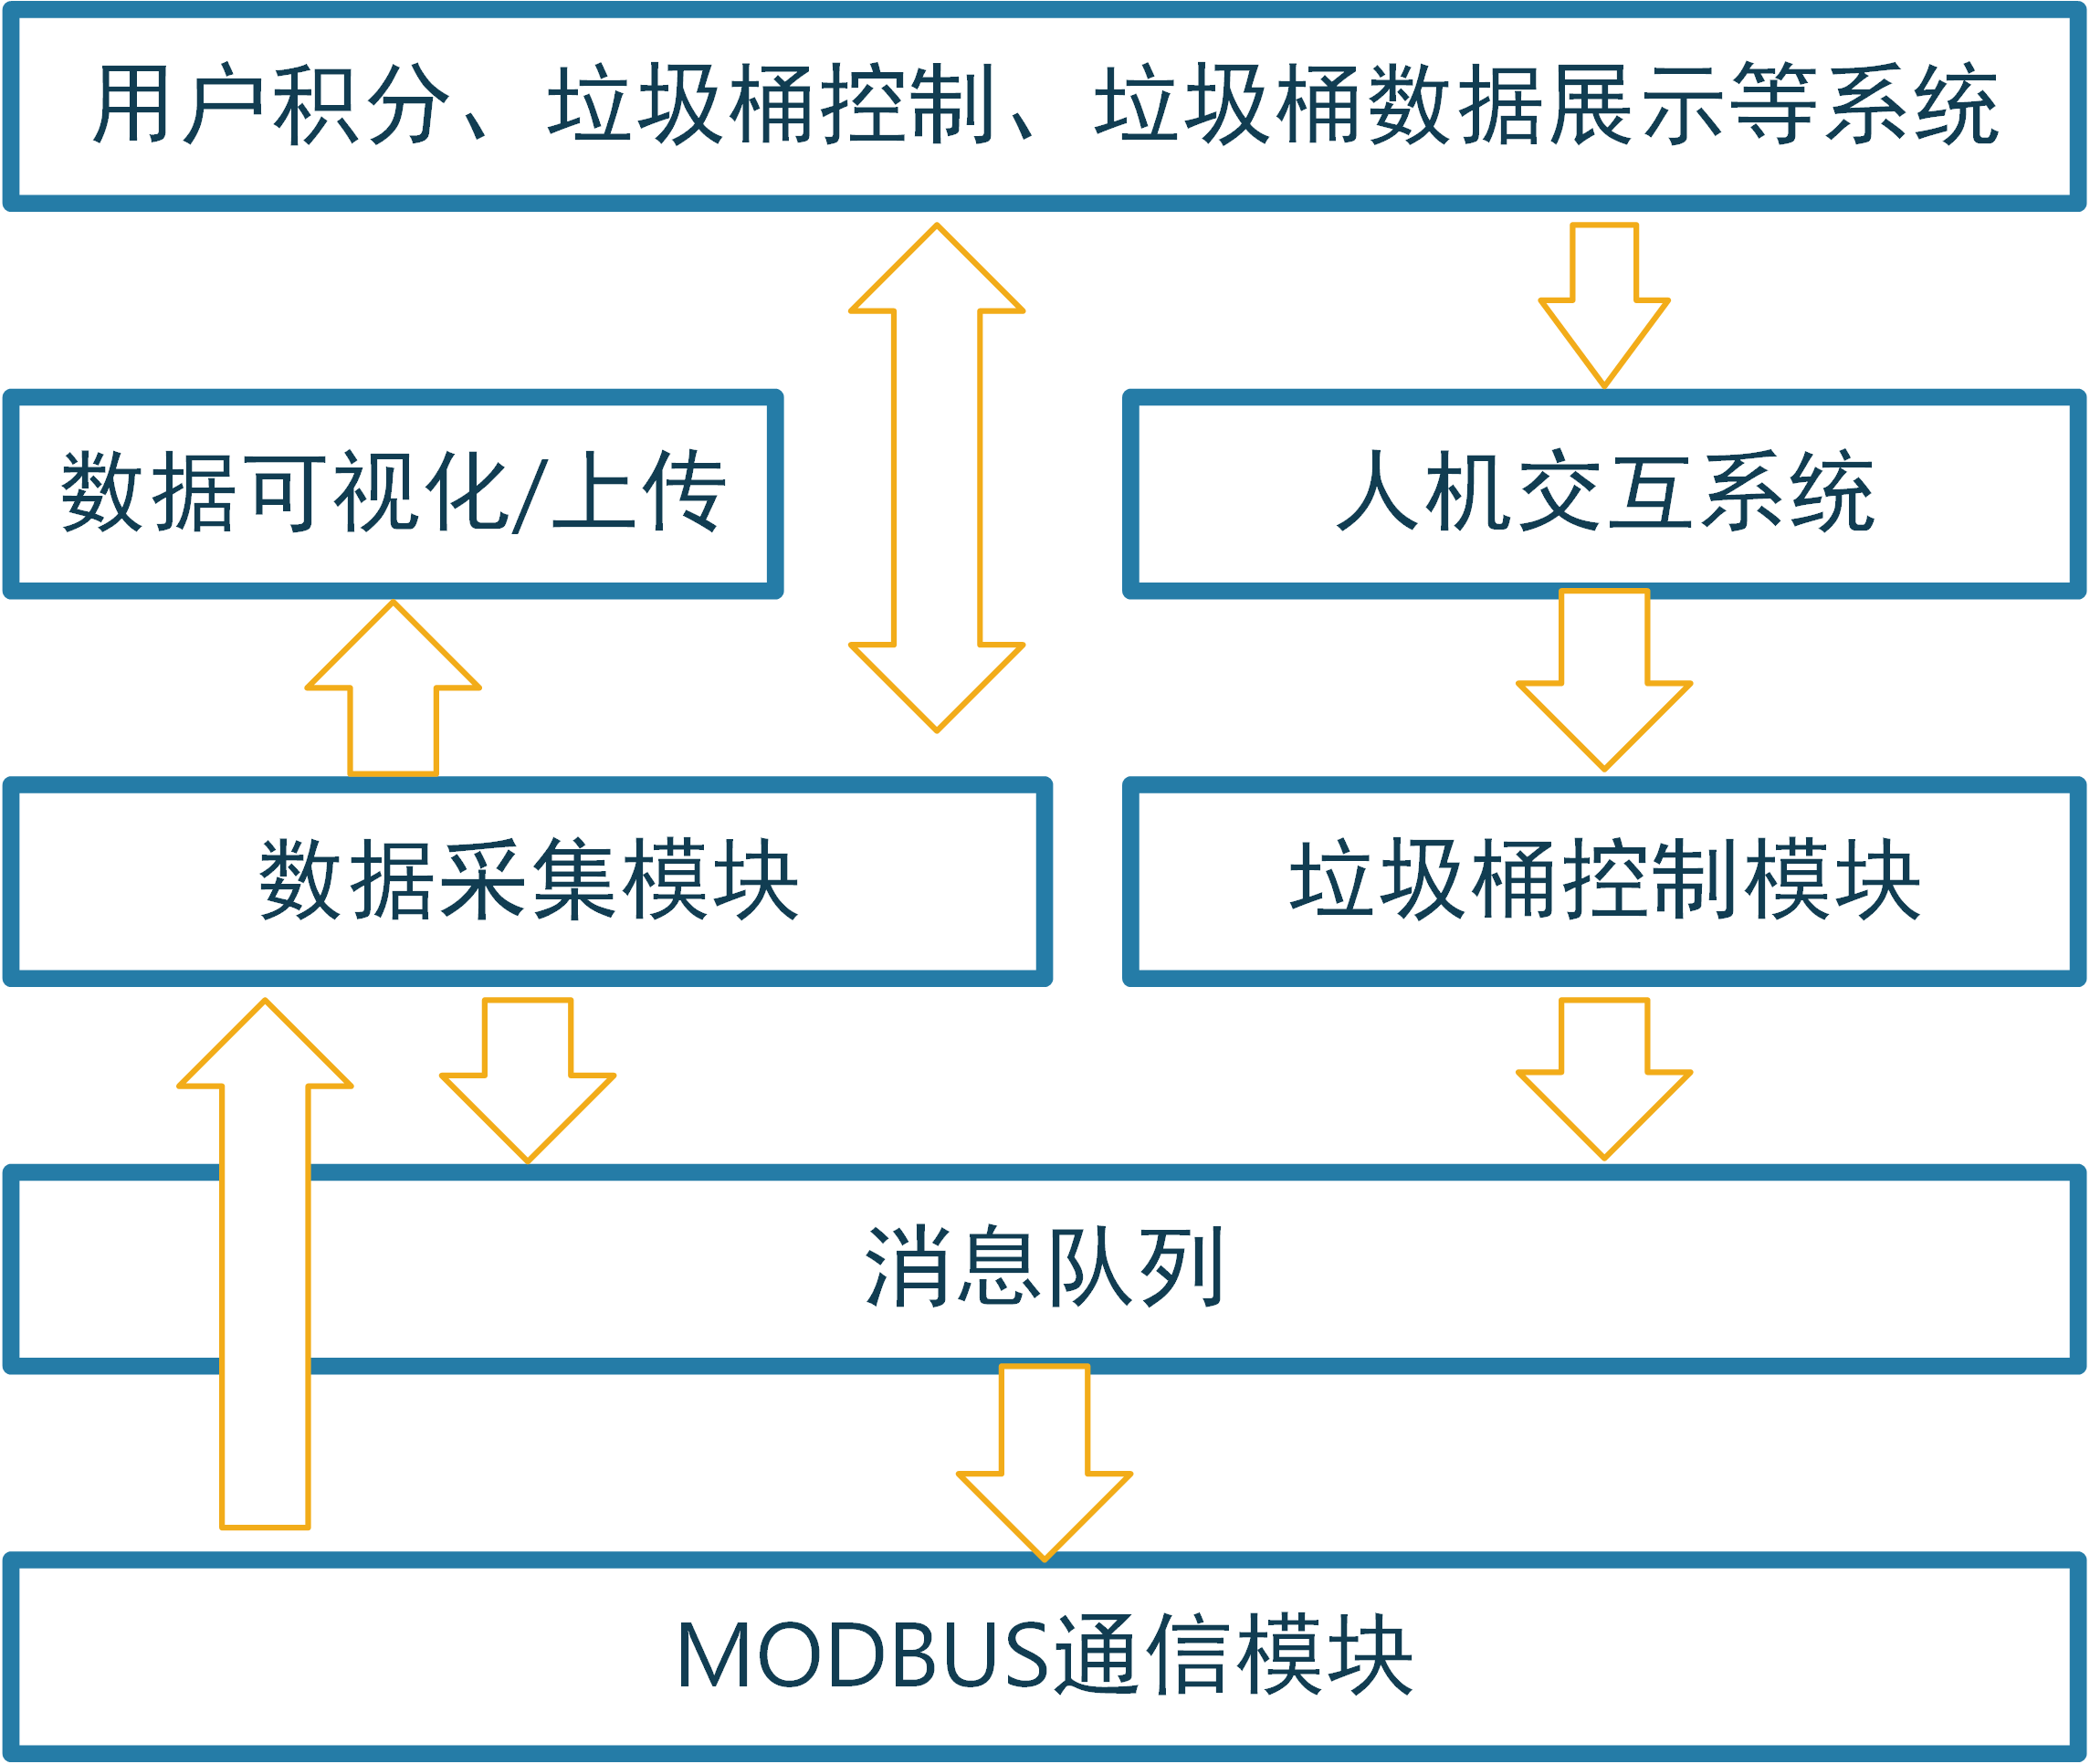 用户积分、垃圾桶控制、垃圾桶数据展示等系统
数据可视化/上传
人机交互系统
数据采集模块
垃圾桶控制模块
消息队列
MODBUS通信模块